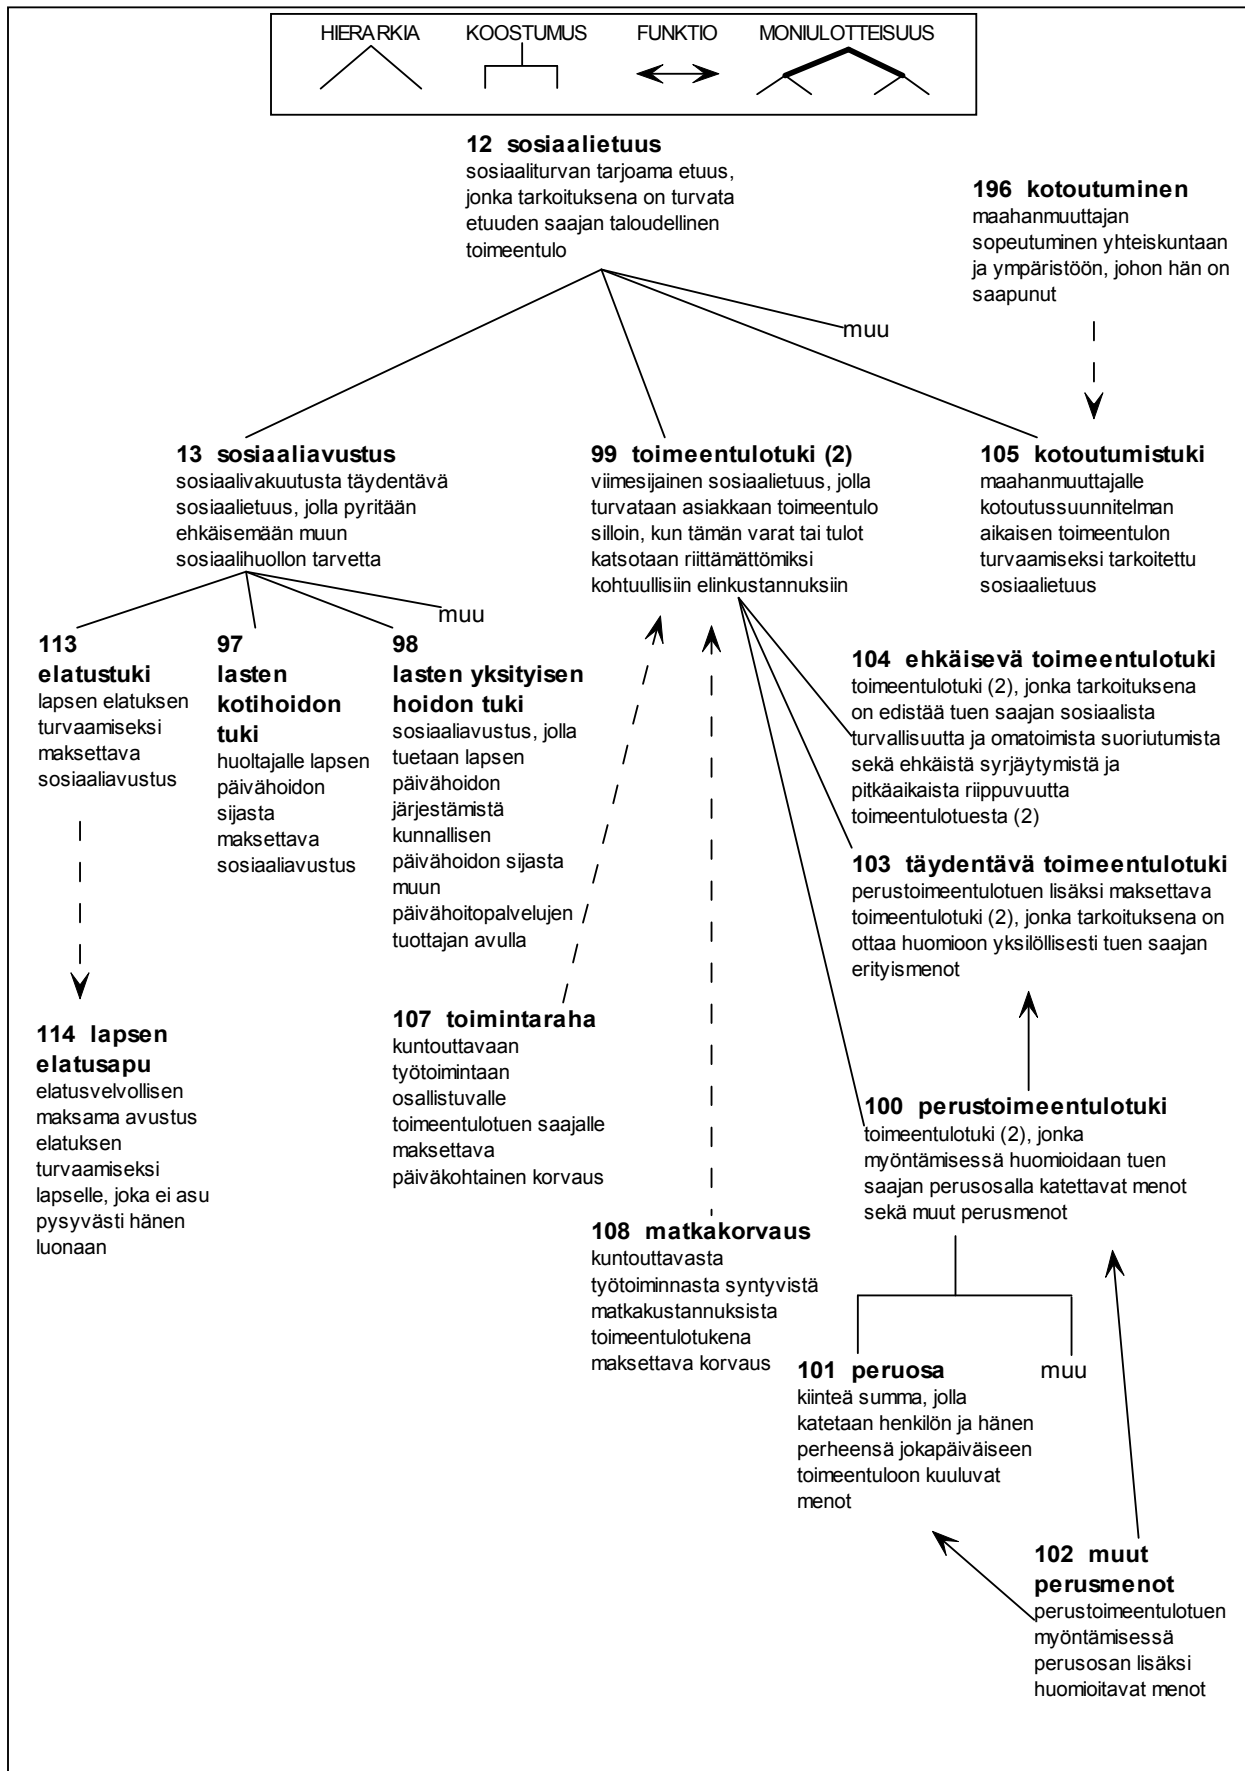 HIERARKIA KOOSTUMUS FUNKTIO MONIULOTTEISUUS
12 sosiaalietuus
sosiaaliturvan tarjoama etuus,
jonka tarkoituksena on turvata
etuuden saajan taloudellinen
toimeentulo
196 kotoutuminen
maahanmuuttajan
sopeutuminen yhteiskuntaan
ja ympäristöön, johon hän on
saapunut
muu
13 sosiaaliavustus
sosiaalivakuutusta täydentävä
sosiaalietuus, jolla pyritään
ehkäisemään muun
sosiaalihuollon tarvetta
99 toimeentulotuki (2)
viimesijainen sosiaalietuus, jolla
turvataan asiakkaan toimeentulo
silloin, kun tämän varat tai tulot
katsotaan riittämättömiksi
kohtuullisiin elinkustannuksiin
105 kotoutumistuki
maahanmuuttajalle
kotoutussuunnitelman
aikaisen toimeentulon
turvaamiseksi tarkoitettu
sosiaalietuus
muu
113
elatustuki
lapsen elatuksen
turvaamiseksi
maksettava
sosiaaliavustus
97
lasten
kotihoidon
tuki
huoltajalle lapsen
päivähoidon
sijasta
maksettava
sosiaaliavustus
98
lasten yksityisen
hoidon tuki
sosiaaliavustus, jolla
tuetaan lapsen
päivähoidon
järjestämistä
kunnallisen
päivähoidon sijasta
muun
päivähoitopalvelujen
tuottajan avulla
104 ehkäisevä toimeentulotuki
toimeentulotuki (2), jonka tarkoituksena
on edistää tuen saajan sosiaalista
turvallisuutta ja omatoimista suoriutumista
sekä ehkäistä syrjäytymistä ja
pitkäaikaista riippuvuutta
toimeentulotuesta (2)
103 täydentävä toimeentulotuki
perustoimeentulotuen lisäksi maksettava
toimeentulotuki (2), jonka tarkoituksena on
ottaa huomioon yksilöllisesti tuen saajan
erityismenot
114 lapsen
elatusapu
elatusvelvollisen
maksama avustus
elatuksen
turvaamiseksi
lapselle, joka ei asu
pysyvästi hänen
luonaan
107 toimintaraha
kuntouttavaan
työtoimintaan
osallistuvalle
toimeentulotuen saajalle
maksettava
päiväkohtainen korvaus
100 perustoimeentulotuki
toimeentulotuki (2), jonka
myöntämisessä huomioidaan tuen
saajan perusosalla katettavat menot
sekä muut perusmenot
108 matkakorvaus
kuntouttavasta
työtoiminnasta syntyvistä
matkakustannuksista
toimeentulotukena
maksettava korvaus
101 peruosa
kiinteä summa, jolla
katetaan henkilön ja hänen
perheensä jokapäiväiseen
toimeentuloon kuuluvat
menot
muu
102 muut
perusmenot
perustoimeentulotuen
myöntämisessä
perusosan lisäksi
huomioitavat menot